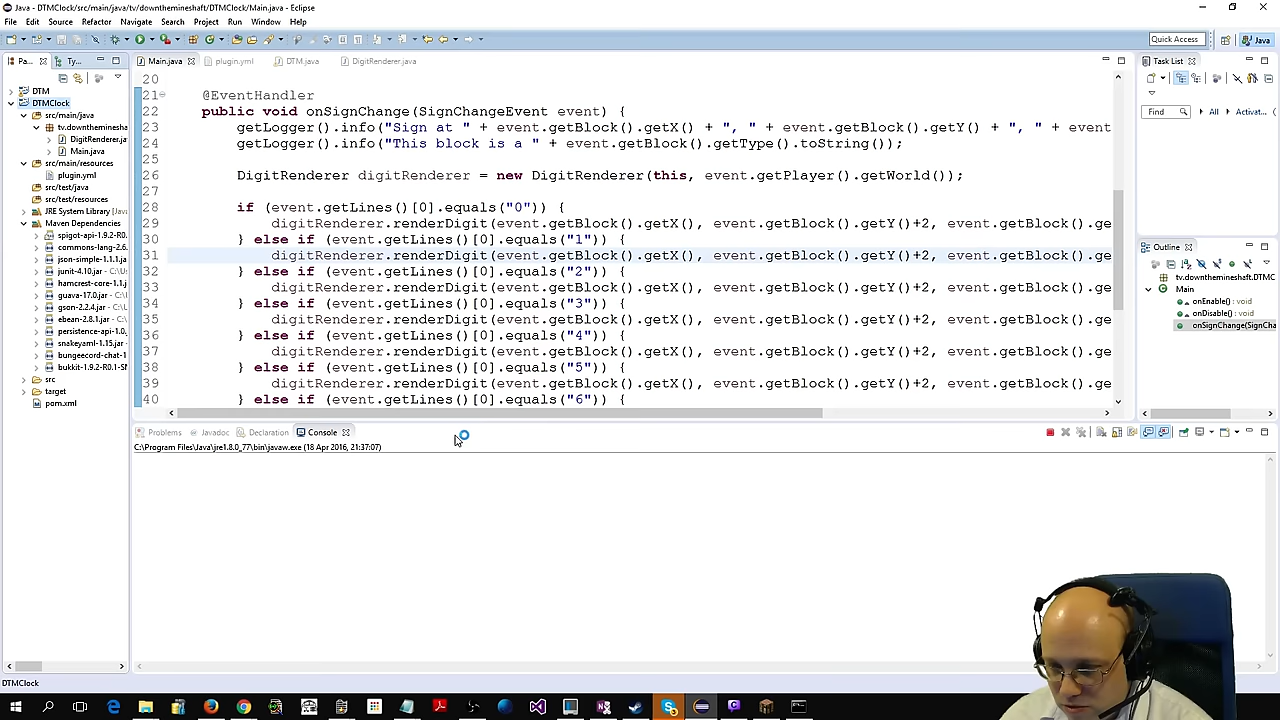 Java - DTMClock/src/main/java/tv/downthemineshaft/DTMClock/Main.java - Eclipse
File Edit Source Refactor Navigate Search Project Run Window Help
Quick Access Java
Pa... Ty...
Main.java plugin.yml DTM.java DigitRenderer.java
Task List
Find All Activat...
DTM
DTMClock
src/main/java
tv.downthemineshaft
DigitRenderer.java
Main.java
src/main/resources
plugin.yml
src/test/java
src/test/resources
JRE System Library [Java
Maven Dependencies
spigot-api-1.9.2-R0.
commons-lang-2.6.
json-simple-1.1.1.ja
junit-4.10.jar - C:\Us
hamcrest-core-1.1.j
guava-17.0.jar - C:\U
gson-2.2.4.jar - C:\U
ebean-2.8.1.jar - C:\
persistence-api-1.0.
snakeyaml-1.15.jar
bungeecord-chat-1
bukkit-1.9.2-R0.1-SN
src
target
pom.xml
20
21 @EventHandler
22 public void onSignChange(SignChangeEvent event) {
23 getLogger().info("Sign at " + event.getBlock().getX() + ", " + event.getBlock().getY() + ", " + event
24 getLogger().info("This block is a " + event.getBlock().getType().toString());
25
26 DigitRenderer digitRenderer = new DigitRenderer(this, event.getPlayer().getWorld());
27
28 if (event.getLines()[0].equals("0")) {
29 digitRenderer.renderDigit(event.getBlock().getX(), event.getBlock().getY()+2, event.getBlock().ge
30 } else if (event.getLines()[0].equals("1")) {
31 digitRenderer.renderDigit(event.getBlock().getX(), event.getBlock().getY()+2, event.getBlock().ge
32 } else if (event.getLines()[0].equals("2")) {
33 digitRenderer.renderDigit(event.getBlock().getX(), event.getBlock().getY()+2, event.getBlock().ge
34 } else if (event.getLines()[0].equals("3")) {
35 digitRenderer.renderDigit(event.getBlock().getX(), event.getBlock().getY()+2, event.getBlock().ge
36 } else if (event.getLines()[0].equals("4")) {
37 digitRenderer.renderDigit(event.getBlock().getX(), event.getBlock().getY()+2, event.getBlock().ge
38 } else if (event.getLines()[0].equals("5")) {
39 digitRenderer.renderDigit(event.getBlock().getX(), event.getBlock().getY()+2, event.getBlock().ge
40 } else if (event.getLines()[0].equals("6")) {
Outline
tv.downthemineshaft.DTMC
Main
onEnable() : void
onDisable() : void
onSignChange(SignCha
Problems Javadoc Declaration Console
C:\Program Files\Java\jre1.8.0_77\bin\javaw.exe (18 Apr 2016, 21:37:07)
DTMClock